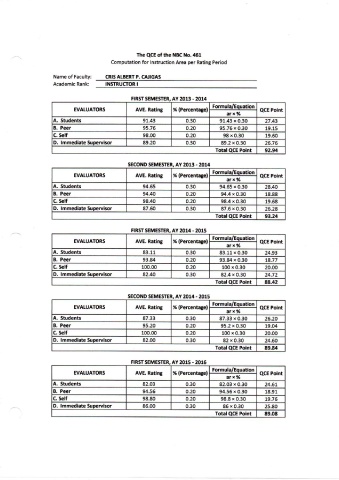 The QCE of the NBC No. 461
Computation for Instruction Area per Rating Period
Name of Faculty: CRIS ALBERT P. CAJIGAS
Academic Rank: INSTRUCTOR I
FIRST SEMESTER, AY 2013 - 2014
EVALUATORS AVE. Rating % (Percentage) Formula/Equation ar x % QCE Point
A. Students 91.43 0.30 91.43 x 0.30 27.43
B. Peer 95.76 0.20 95.76 x 0.20 19.15
C. Self 98.00 0.20 98 x 0.30 19.60
D. Immediate Supervisor 89.20 0.30 89.2 x 0.30 26.76
Total QCE Point 92.94
SECOND SEMESTER, AY 2013 - 2014
EVALUATORS AVE. Rating % (Percentage) Formula/Equation ar x % QCE Point
A. Students 94.65 0.30 94.65 x 0.30 28.40
B. Peer 94.40 0.20 94.4 x 0.20 18.88
C. Self 98.40 0.20 98.4 x 0.20 19.68
D. Immediate Supervisor 87.60 0.30 87.6 x 0.30 26.28
Total QCE Point 93.24
FIRST SEMESTER, AY 2014 - 2015
EVALUATORS AVE. Rating % (Percentage) Formula/Equation ar x % QCE Point
A. Students 83.11 0.30 83.11 x 0.30 24.93
B. Peer 93.84 0.20 93.84 x 0.20 18.77
C. Self 100.00 0.20 100 x 0.20 20.00
D. Immediate Supervisor 82.40 0.30 82.4 x 0.30 24.72
Total QCE Point 88.42
SECOND SEMESTER, AY 2014 - 2015
EVALUATORS AVE. Rating % (Percentage) Formula/Equation ar x % QCE Point
A. Students 87.33 0.30 87.33 x 0.30 26.20
B. Peer 95.20 0.20 95.2 x 0.20 19.04
C. Self 100.00 0.20 100 x 0.20 20.00
D. Immediate Supervisor 82.00 0.30 82 x 0.30 24.60
Total QCE Point 89.84
FIRST SEMESTER, AY 2015 - 2016
EVALUATORS AVE. Rating % (Percentage) Formula/Equation ar x % QCE Point
A. Students 82.03 0.30 82.03 x 0.30 24.61
B. Peer 94.56 0.20 94.56 x 0.20 18.91
C. Self 98.80 0.20 98.8 x 0.20 19.76
D. Immediate Supervisor 86.00 0.30 86 x 0.30 25.80
Total QCE Point 89.08